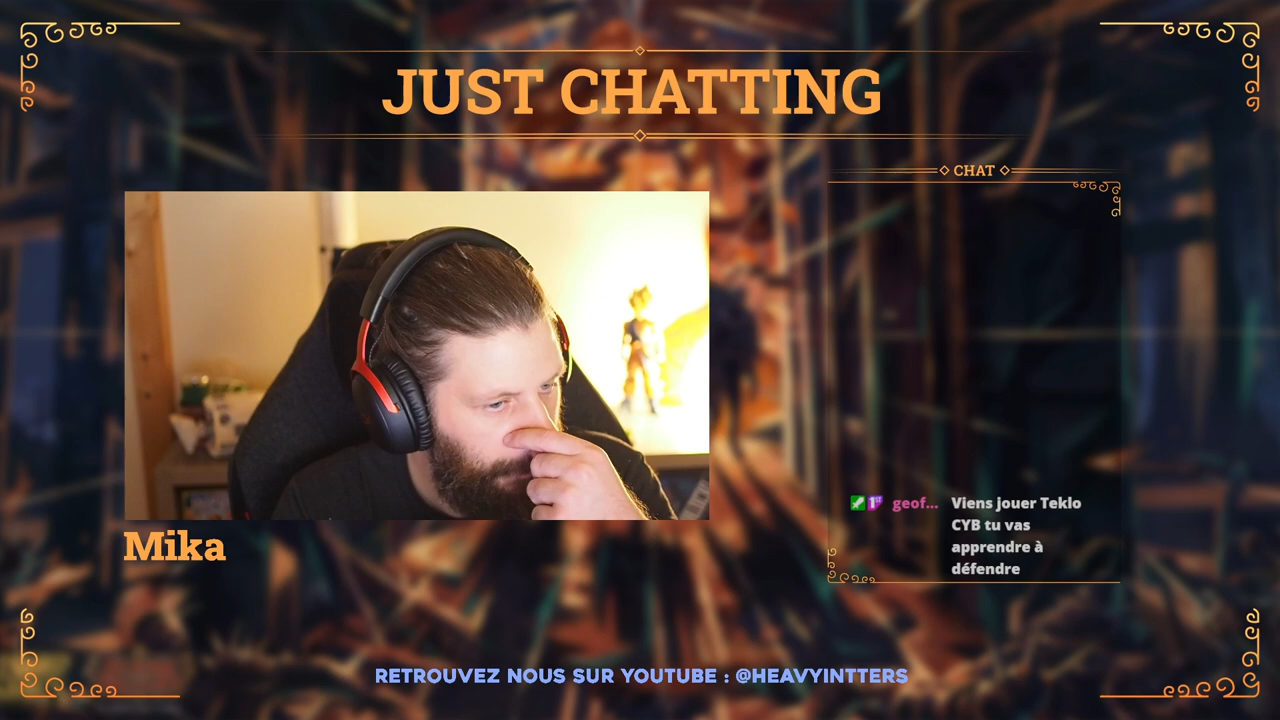 JUST CHATTING
CHAT
geof... Viens jouer Teklo
CYB tu vas
apprendre à
défendre
Mika
RETROUVEZ NOUS SUR YOUTUBE : @HEAVYINTTERS